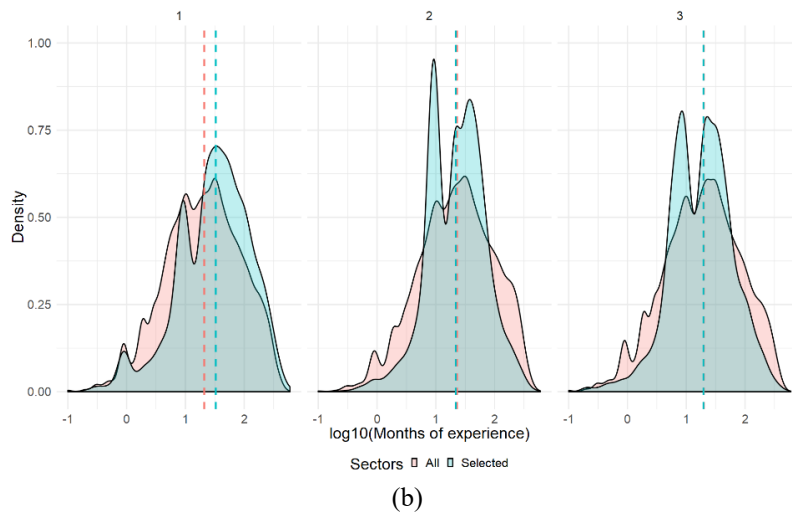 1 2 3
1.00
0.75
0.50
0.25
0.00
Density
-1 0 1 2 -1 0 1 2 -1 0 1 2
log10(Months of experience)
Sectors All Selected
(b)